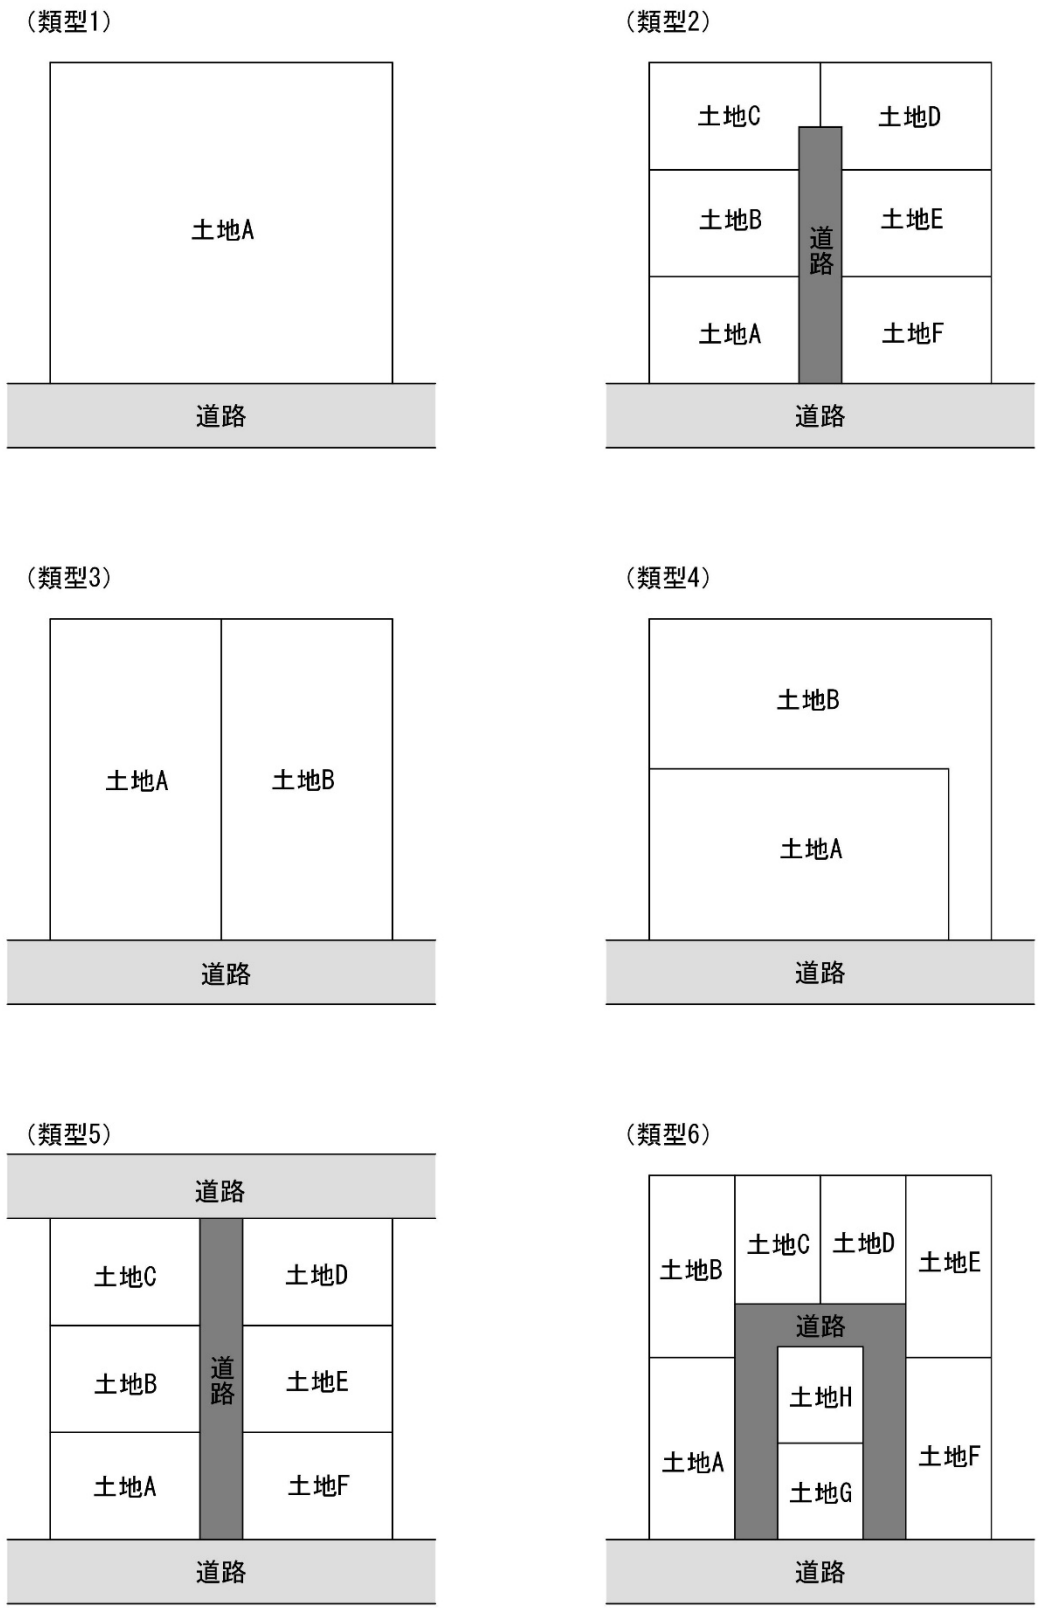 （類型1）
土地A
道路
（類型2）
土地C
土地D
土地B
道路
土地E
土地A
土地F
道路
（類型3）
土地A
土地B
道路
（類型4）
土地B
土地A
道路
（類型5）
道路
土地C
土地D
土地B
道路
土地E
土地A
土地F
道路
（類型6）
土地B
土地C
土地D
土地E
道路
土地H
土地A
土地G
土地F
道路